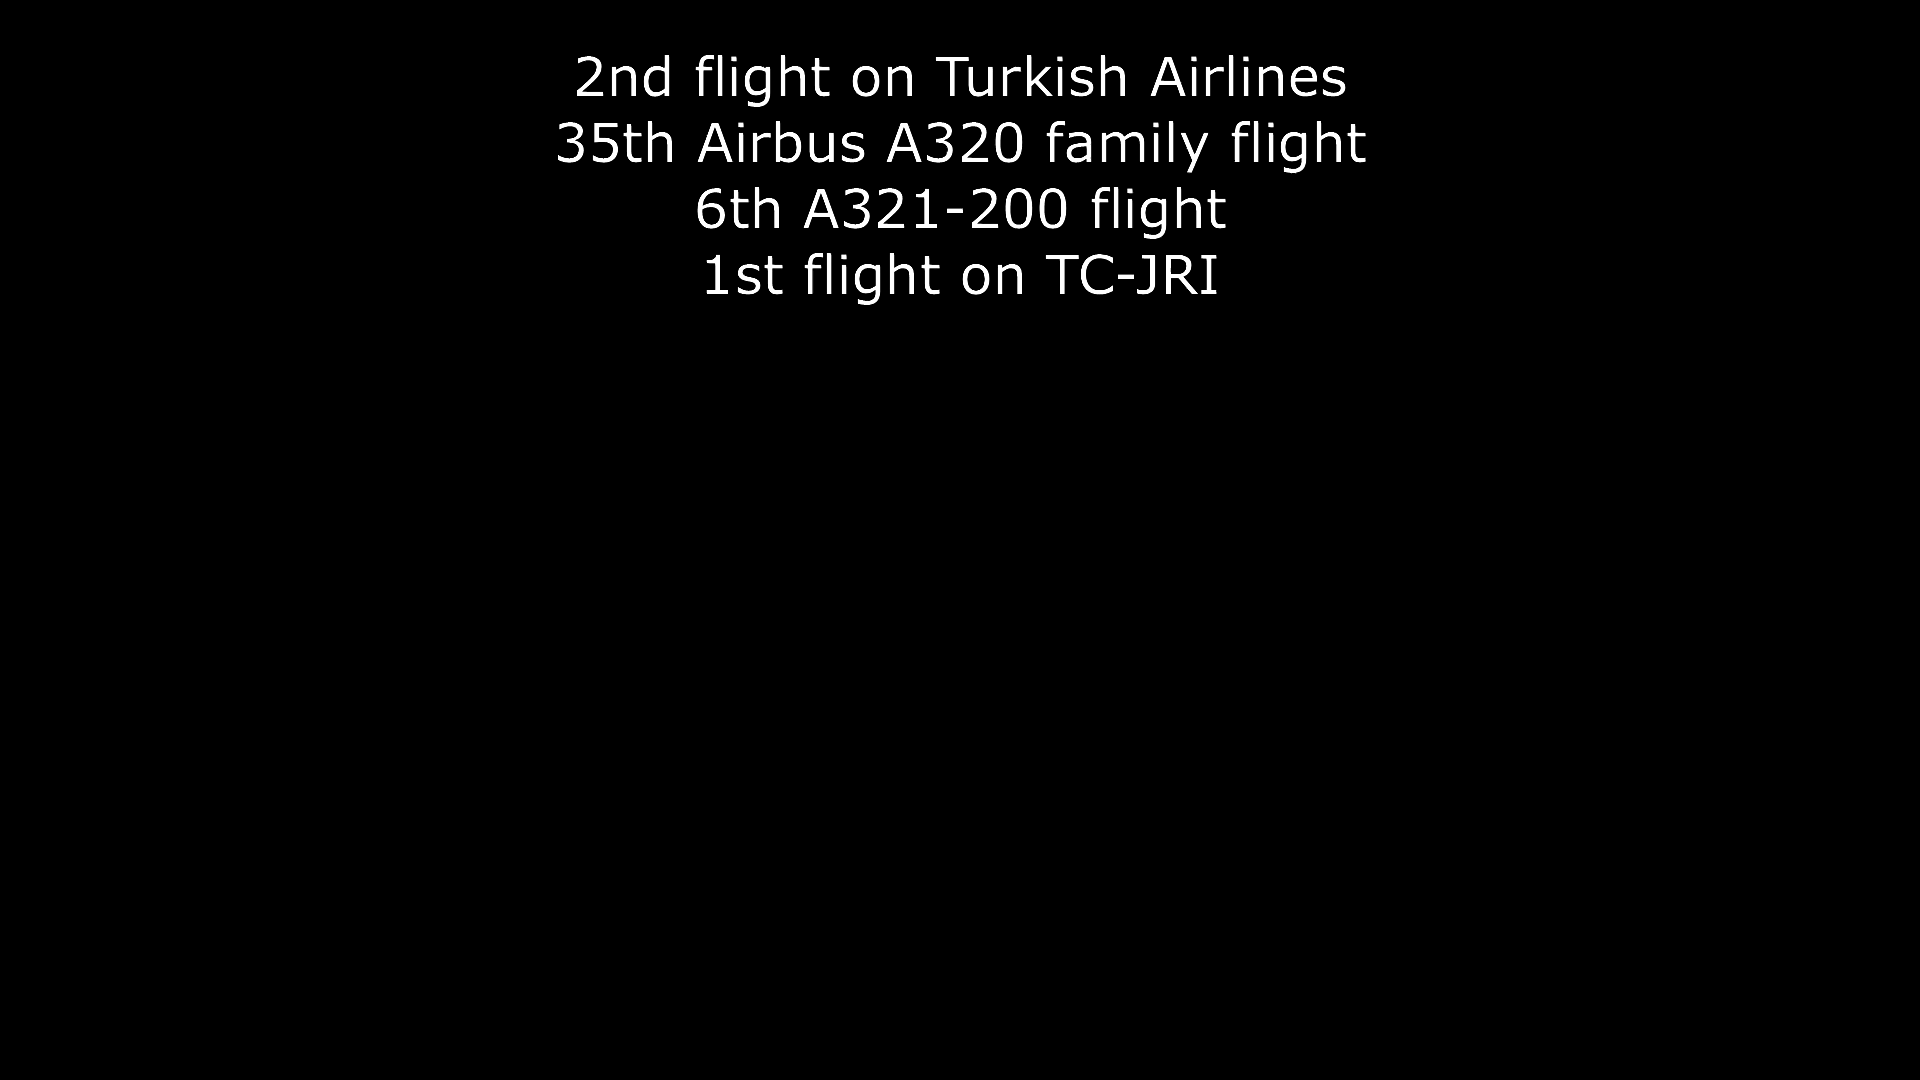 2nd flight on Turkish Airlines
35th Airbus A320 family flight
6th A321-200 flight
1st flight on TC-JRI